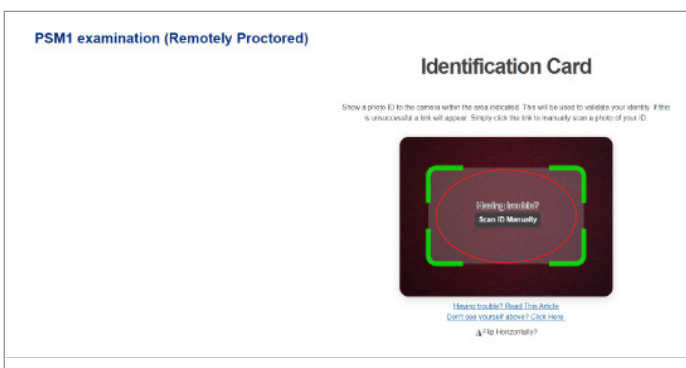 PSM1 examination (Remotely Proctored)
Identification Card
Show a photo ID to the camera within the area indicated. This will be used to validate your identity. If this
is unsuccessful a link will appear. Simply click the link to manually scan a photo of your ID.
Having trouble?
Scan ID Manually
Having trouble? Read This Article
Don't see yourself above? Click Here.
Flip Horizontally?